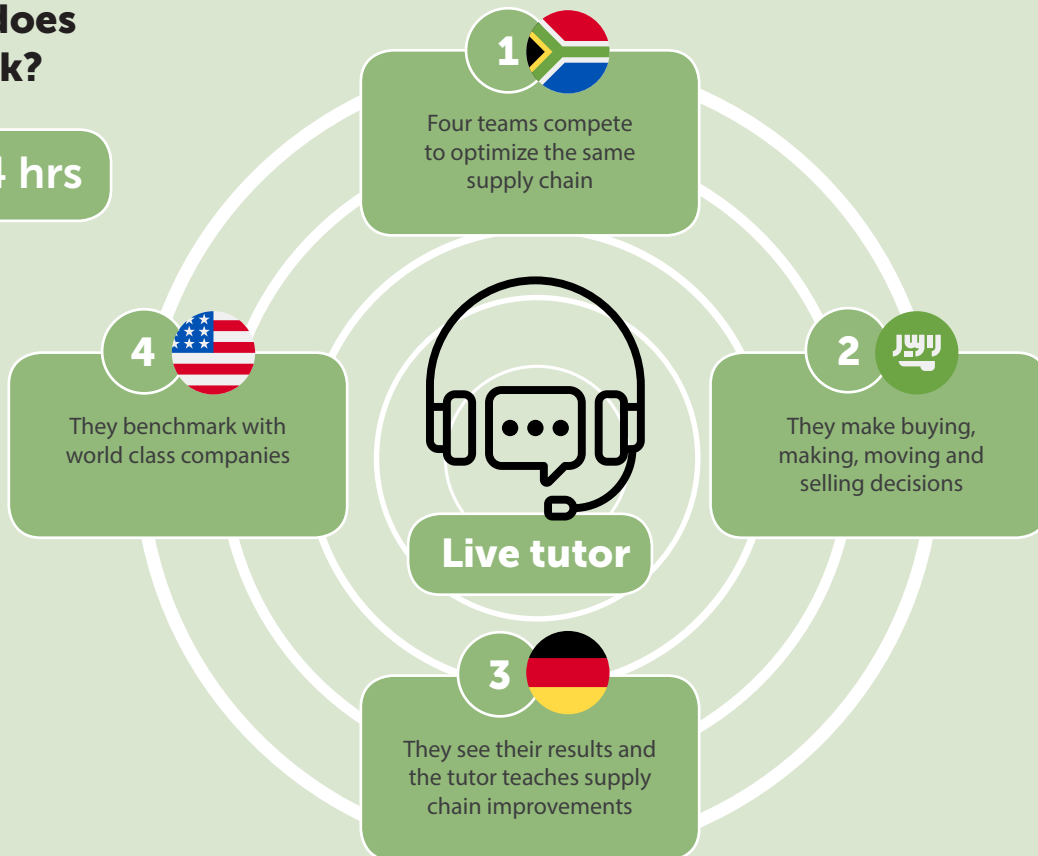 does
k?
4 hrs
1
Four teams compete
to optimize the same
supply chain
2
They make buying,
making, moving and
selling decisions
3
They see their results and
the tutor teaches supply
chain improvements
4
They benchmark with
world class companies
Live tutor